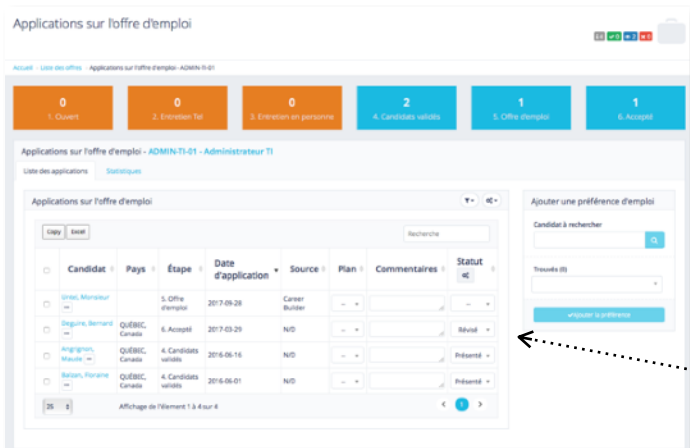 Applications sur l'offre d'emploi
Accueil - Liste des offres - Applications sur l'offre d'emploi - ADMIN-TI-01
0
1. Ouvert
0
2. Entretien Tel
0
3. Entretien en personne
2
4. Candidats validés
1
5. Offre d'emploi
1
6. Accepté
Applications sur l'offre d'emploi - ADMIN-TI-01 - Administrateur TI
Liste des applications Statistiques
Applications sur l'offre d'emploi
Copy Excel Recherche
Candidat Pays Étape Date d'application Source Plan Commentaires Statut
Untel, Monsieur 5. Offre d'emploi 2017-09-28 Career Builder -- --
Deguire, Bernard QUÉBEC, Canada 6. Accepté 2017-03-29 N/D -- Révisé
Angrignon, Maude QUÉBEC, Canada 4. Candidats validés 2016-06-16 N/D -- Présenté
Balzan, Floraine QUÉBEC, Canada 4. Candidats validés 2016-06-01 N/D -- Présenté
25 Affichage de l'élement 1 à 4 sur 4 1
Ajouter une préférence d'emploi
Candidat à rechercher
Trouvés (0)
Ajouter la préférence